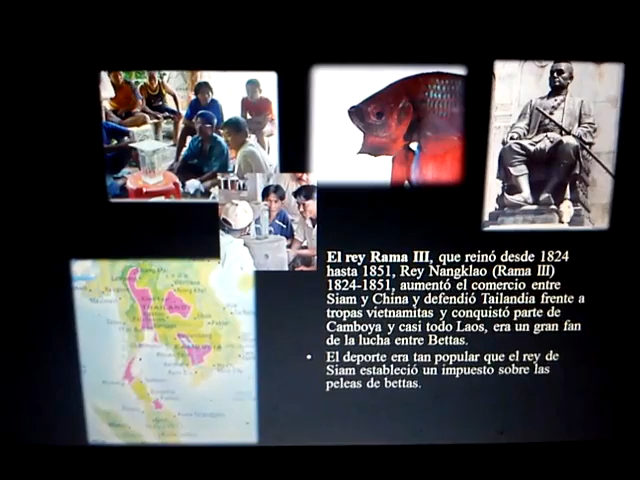 El rey Rama III, que reinó desde 1824
hasta 1851, Rey Nangklao (Rama III)
1824-1851, aumentó el comercio entre
Siam y China y defendió Tailandia frente a
tropas vietnamitas y conquistó parte de
Camboya y casi todo Laos, era un gran fan
de la lucha entre Bettas.
• El deporte era tan popular que el rey de
Siam estableció un impuesto sobre las
peleas de bettas.